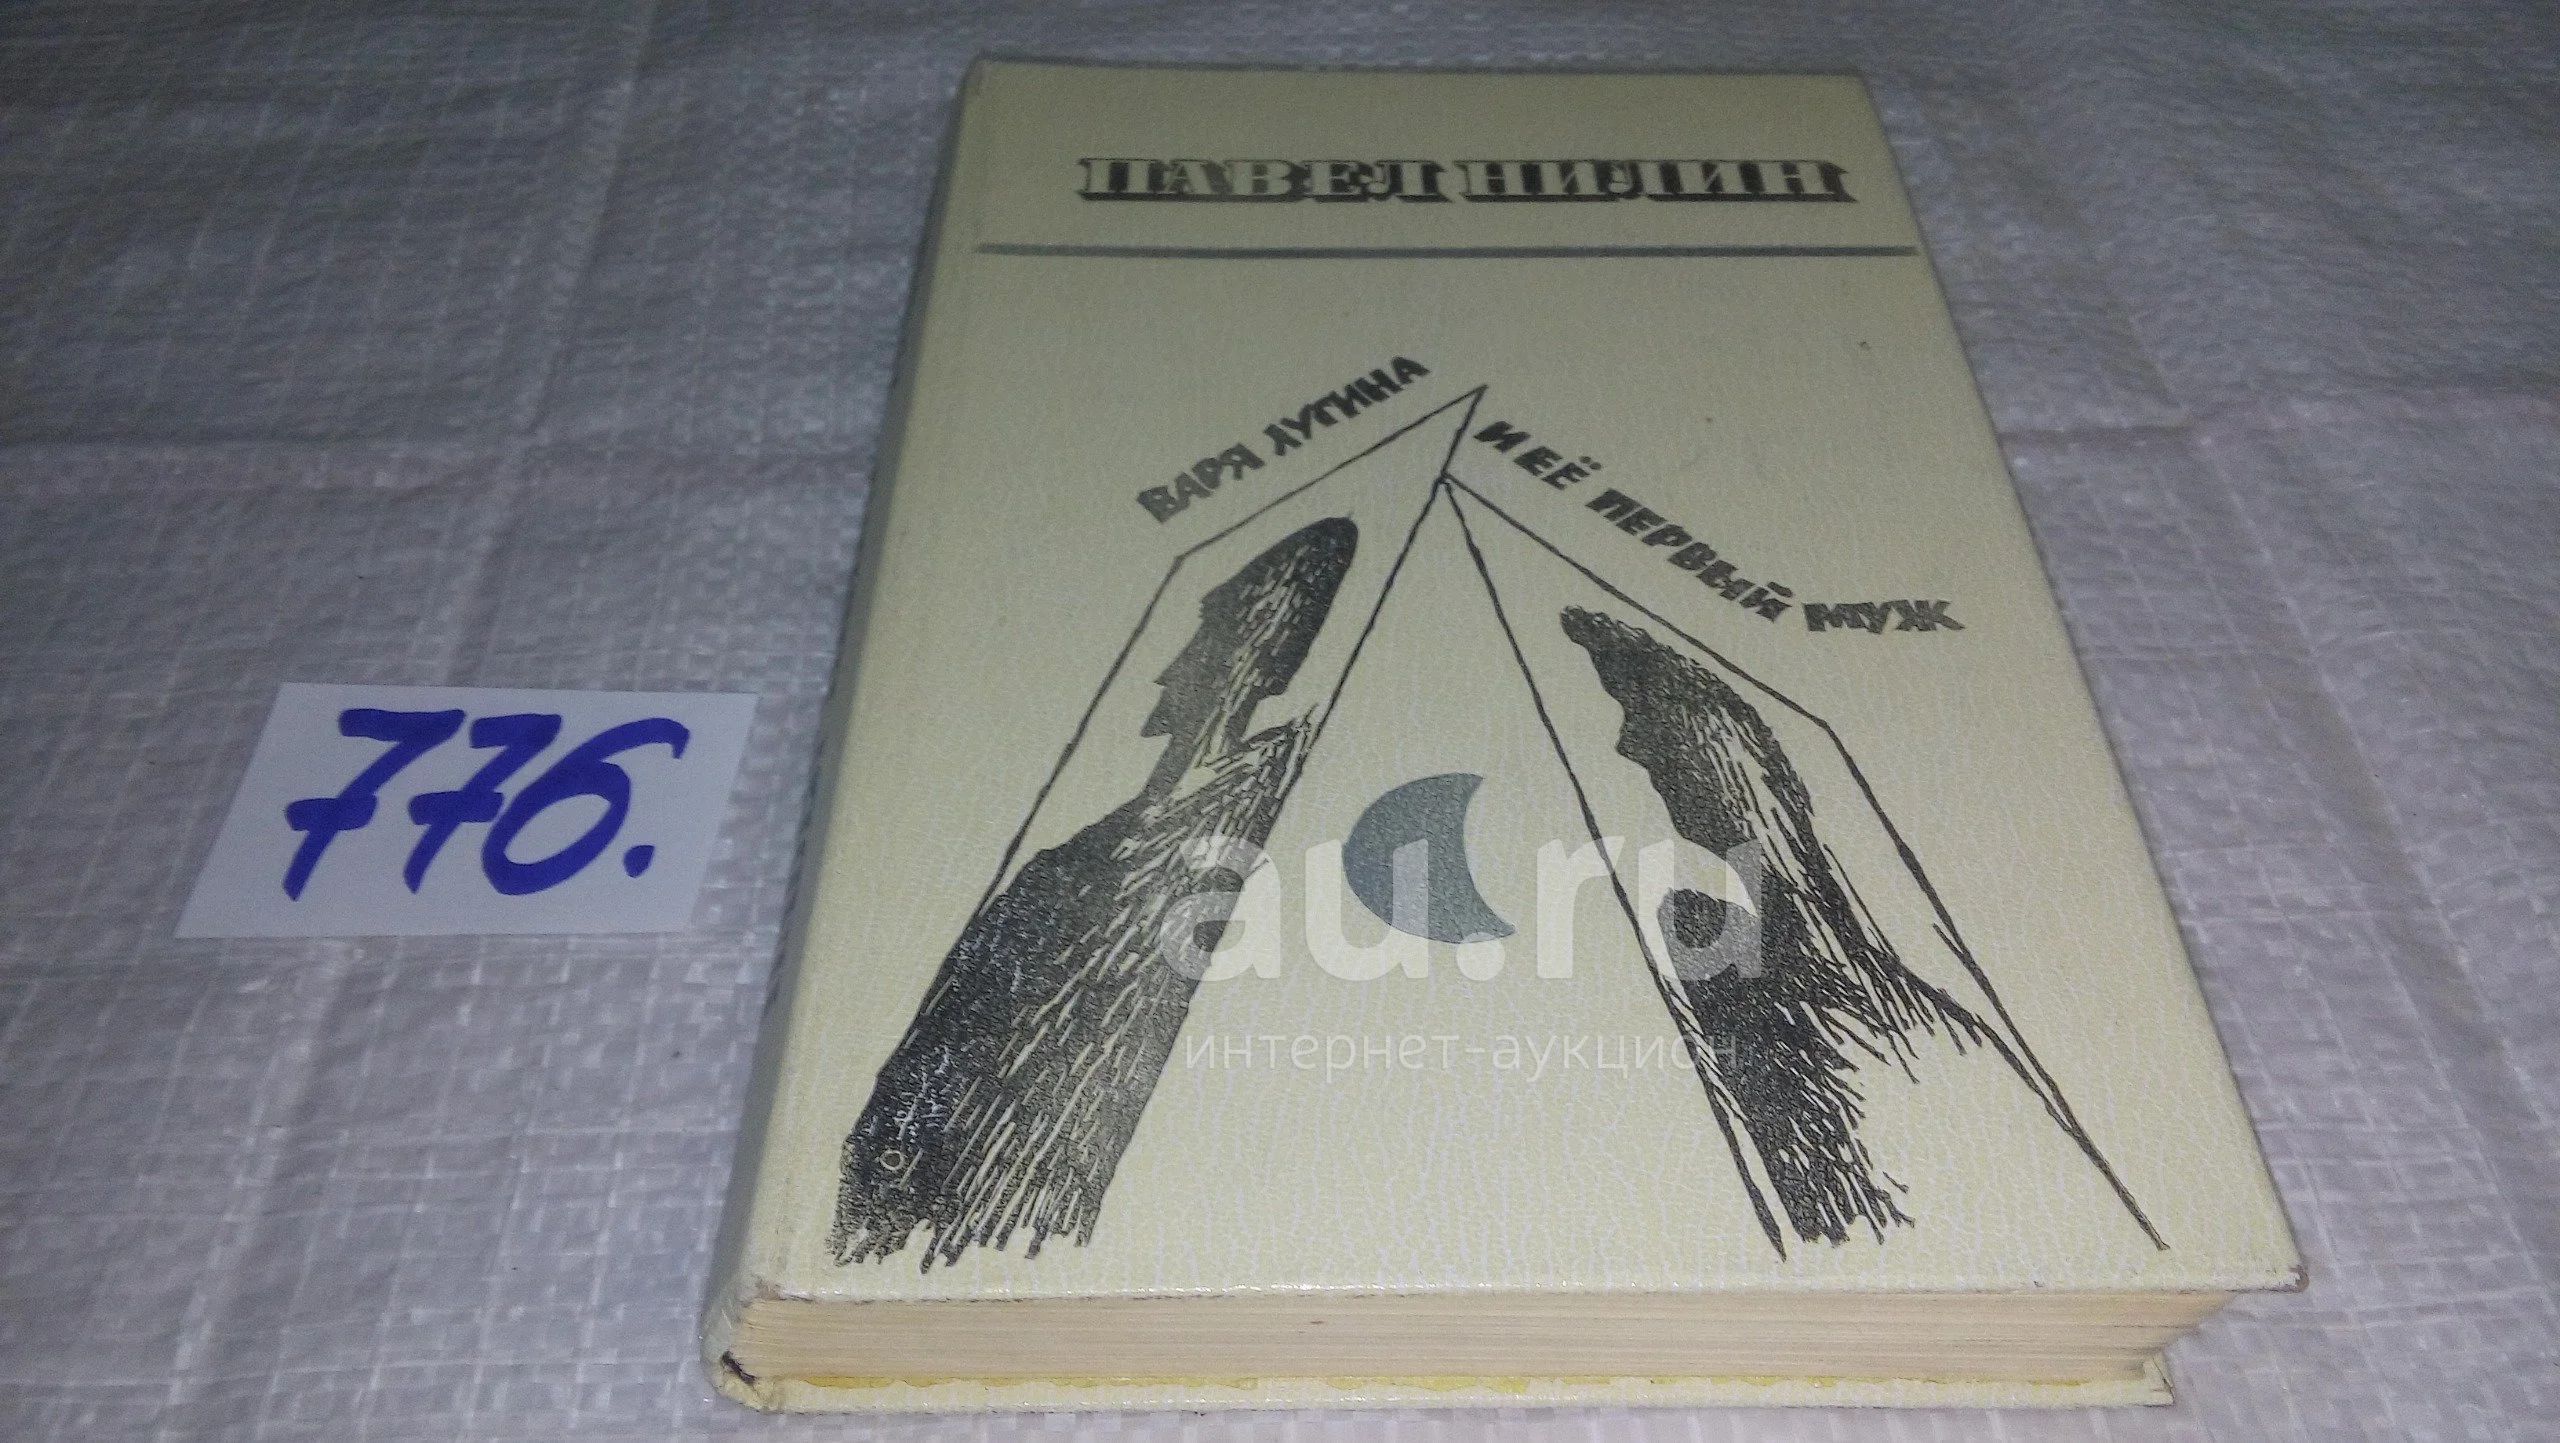 ПАВЕЛ НИЛИН
ВАРЯ ЛУГИНА
И ЕЁ ПЕРВЫЙ МУЖ
776.
au.ru
интернет-аукцион